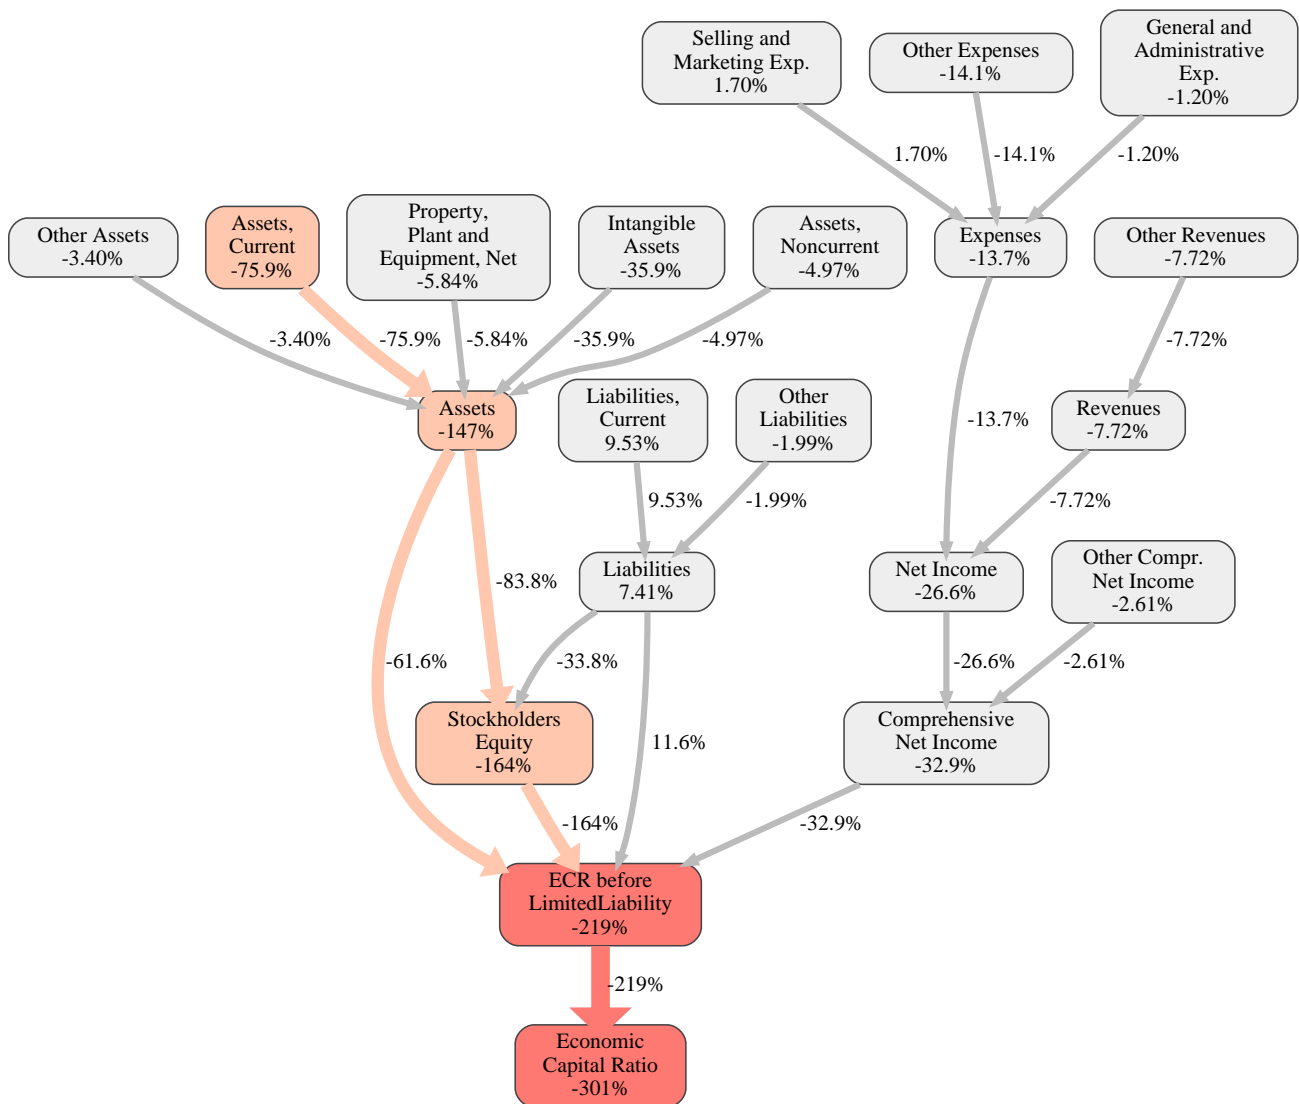 Selling and
Marketing Exp.
1.70%
Other Expenses
-14.1%
General and
Administrative
Exp.
-1.20%
1.70%
-14.1%
-1.20%
Other Assets
-3.40%
Assets,
Current
-75.9%
Property,
Plant and
Equipment, Net
-5.84%
Intangible
Assets
-35.9%
Assets,
Noncurrent
-4.97%
Expenses
-13.7%
Other Revenues
-7.72%
-3.40%
-75.9%
-5.84%
-35.9%
-4.97%
-7.72%
Assets
-147%
Liabilities,
Current
9.53%
Other
Liabilities
-1.99%
-13.7%
Revenues
-7.72%
9.53%
-1.99%
-7.72%
-83.8%
Liabilities
7.41%
Net Income
-26.6%
Other Compr.
Net Income
-2.61%
-61.6%
-33.8%
-26.6%
-2.61%
Stockholders
Equity
-164%
11.6%
Comprehensive
Net Income
-32.9%
-164%
-32.9%
ECR before
LimitedLiability
-219%
-219%
Economic
Capital Ratio
-301%